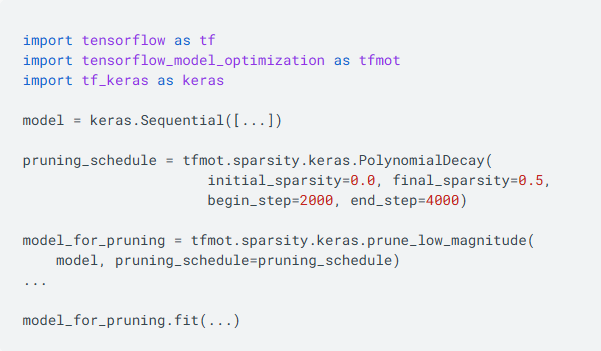 import tensorflow as tf
import tensorflow_model_optimization as tfmot
import tf_keras as keras
model = keras.Sequential([...])
pruning_schedule = tfmot.sparsity.keras.PolynomialDecay(
initial_sparsity=0.0, final_sparsity=0.5,
begin_step=2000, end_step=4000)
model_for_pruning = tfmot.sparsity.keras.prune_low_magnitude(
model, pruning_schedule=pruning_schedule)
...
model_for_pruning.fit(...)